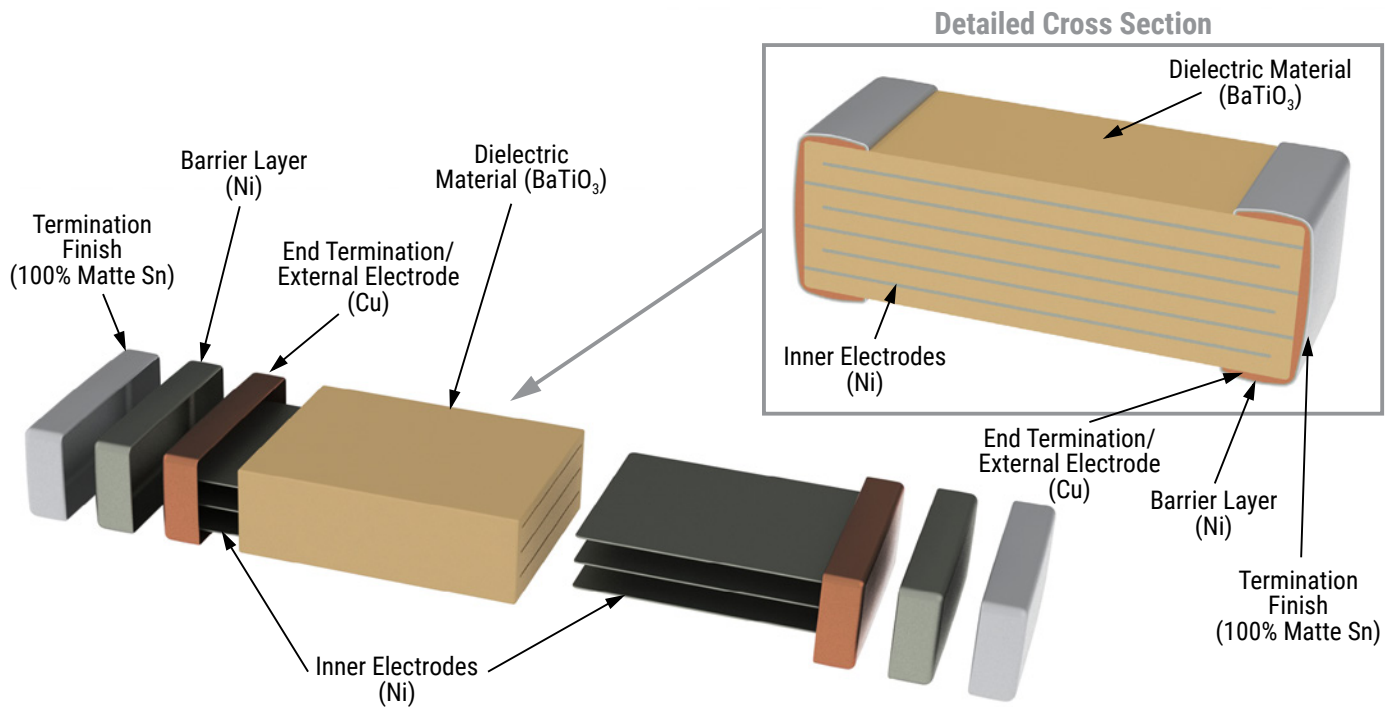 Detailed Cross Section
Dielectric Material
(BaTiO₃)
Inner Electrodes
(Ni)
End Termination/
External Electrode
(Cu)
Barrier Layer
(Ni)
Termination
Finish
(100% Matte Sn)
Termination
Finish
(100% Matte Sn)
Barrier Layer
(Ni)
End Termination/
External Electrode
(Cu)
Dielectric
Material (BaTiO₃)
Inner Electrodes
(Ni)